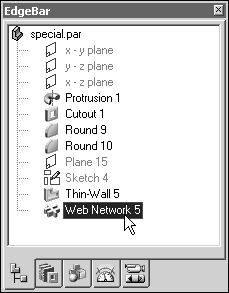 EdgeBar
special.par
x - y plane
y - z plane
x - z plane
Protrusion 1
Cutout 1
Round 9
Round 10
Plane 15
Sketch 4
Thin-Wall 5
Web Network 5